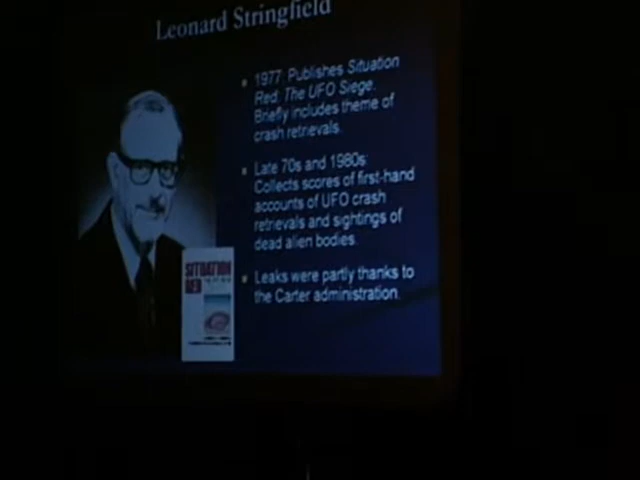 Leonard Stringfield
1977: Publishes Situation
Red: The UFO Siege.
Briefly includes theme of
crash retrievals.
Late 70s and 1980s:
Collects scores of first-hand
accounts of UFO crash
retrievals and sightings of
dead alien bodies.
Leaks were partly thanks to
the Carter administration.
SITUATION
RED